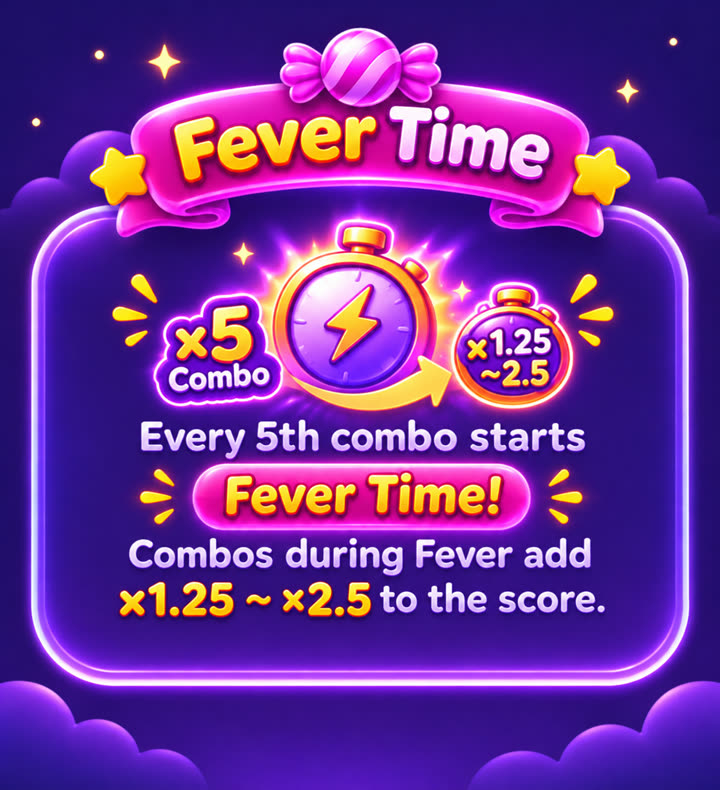 Fever Time
x5
Combo
x1.25
~2.5
Every 5th combo starts
Fever Time!
Combos during Fever add
x1.25 ~ x2.5 to the score.